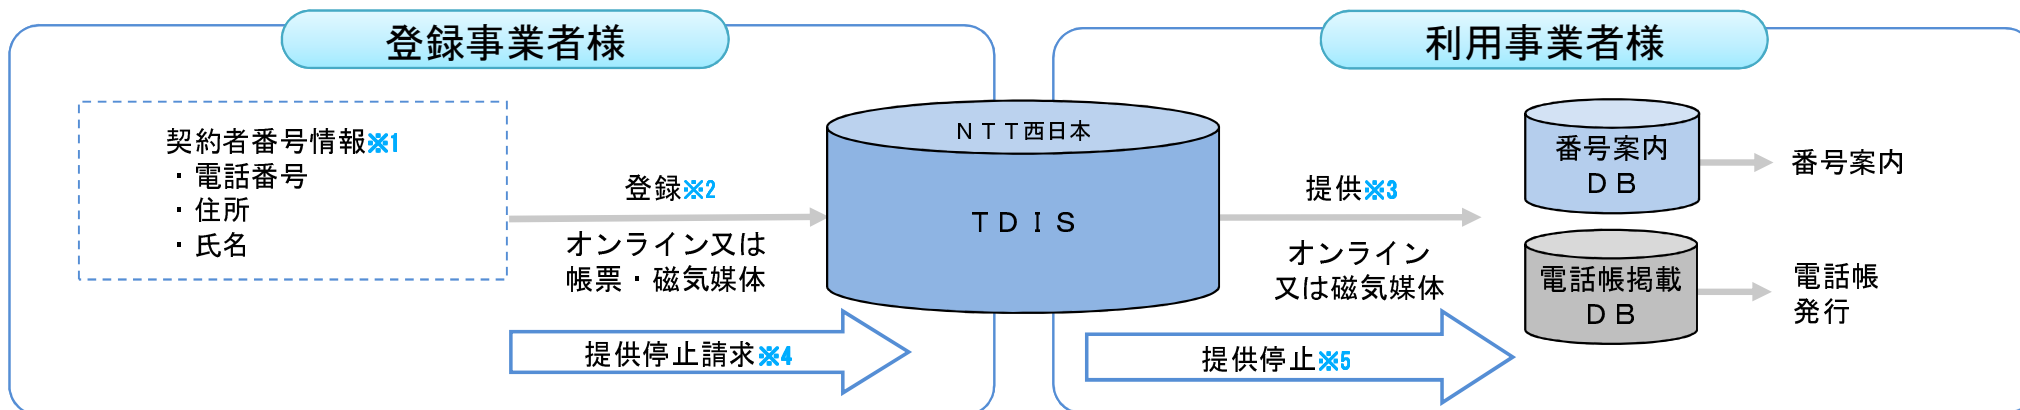 登録事業者様
契約者番号情報※1
・電話番号
・住所
・氏名
登録※2
オンライン又は
帳票・磁気媒体
提供停止請求※4
ＮＴＴ西日本
ＴＤＩＳ
利用事業者様
提供※3
オンライン
又は磁気媒体
提供停止※5
番号案内
ＤＢ
番号案内
電話帳掲載
ＤＢ
電話帳
発行